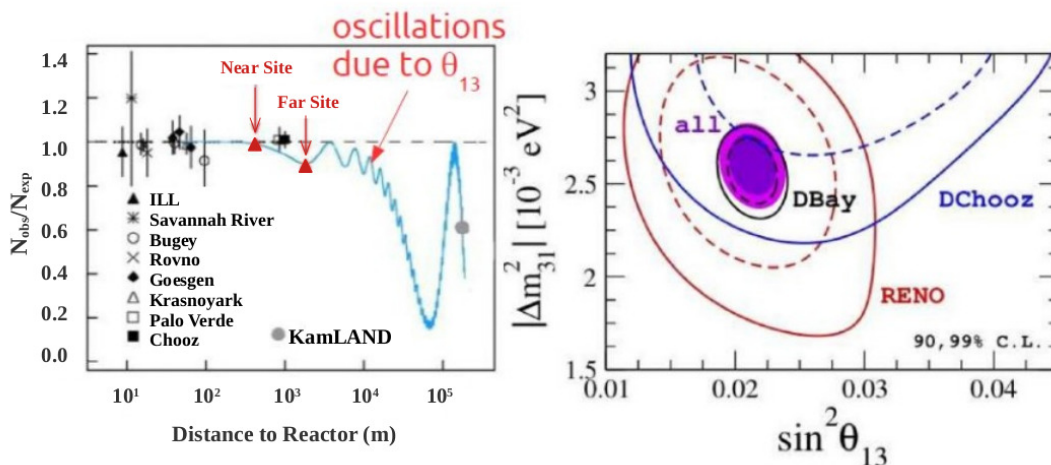 oscillations
due to θ13
1.4
1.2
1.0
0.8
0.6
0.4
0.2
0.0
Nobs/Nexp
Near Site
Far Site
ILL
Savannah River
Bugey
Rovno
Goesgen
Krasnoyark
Palo Verde
Chooz
KamLAND
10¹ 10² 10³ 10⁴ 10⁵
Distance to Reactor (m)
3
2.5
2
1.5
|Δm²31| [10⁻³ eV²]
all
DBay
DChooz
RENO
90,99% C.L.
0.01 0.02 0.03 0.04
sin²θ13